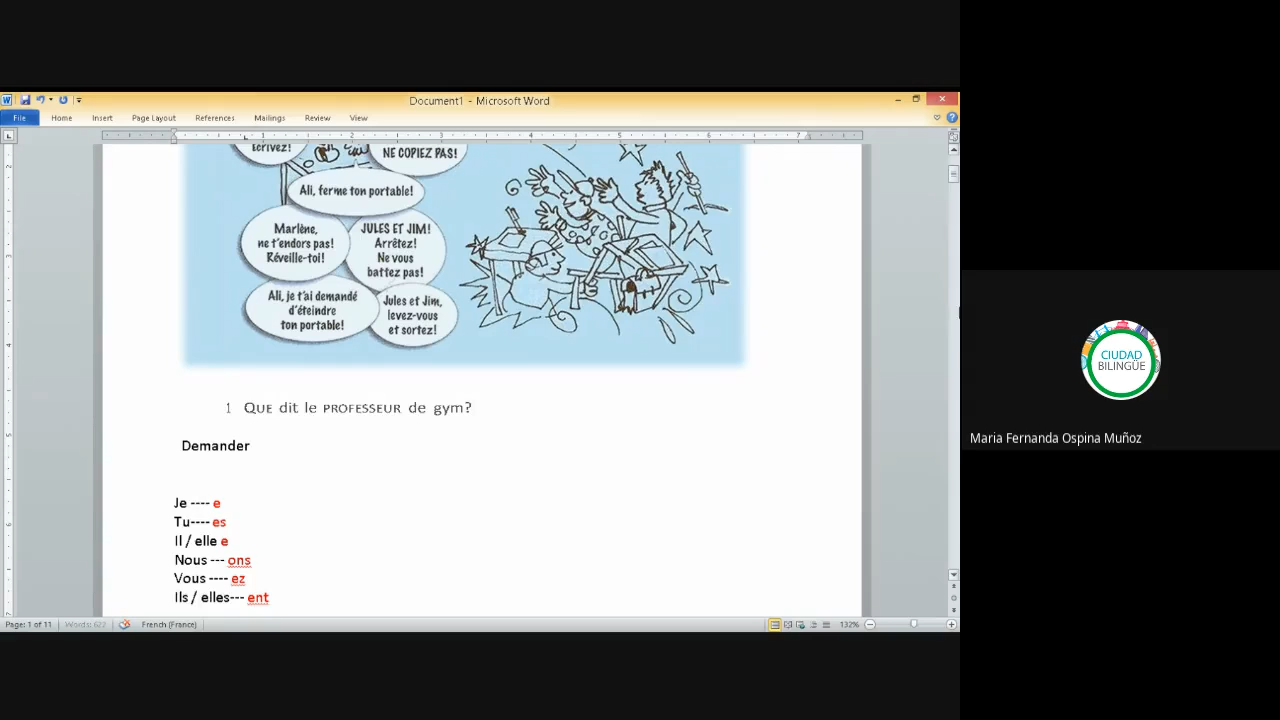 Document1 - Microsoft Word
File Home Insert Page Layout References Mailings Review View
Écrivez!
NE COPIEZ PAS!
Ali, ferme ton portable!
Marlène,
ne t'endors pas!
Réveille-toi!
JULES ET JIM!
Arrêtez!
Ne vous
battez pas!
Ali, je t'ai demandé
d'éteindre
ton portable!
Jules et Jim,
levez-vous
et sortez!
1 QUE dit le PROFESSEUR de gym?
Demander
Je ---- e
Tu---- es
Il / elle e
Nous --- ons
Vous ---- ez
Ils / elles--- ent
Page: 1 of 11 Words: 622 French (France) 132%
CIUDAD
BILINGÜE
Maria Fernanda Ospina Muñoz